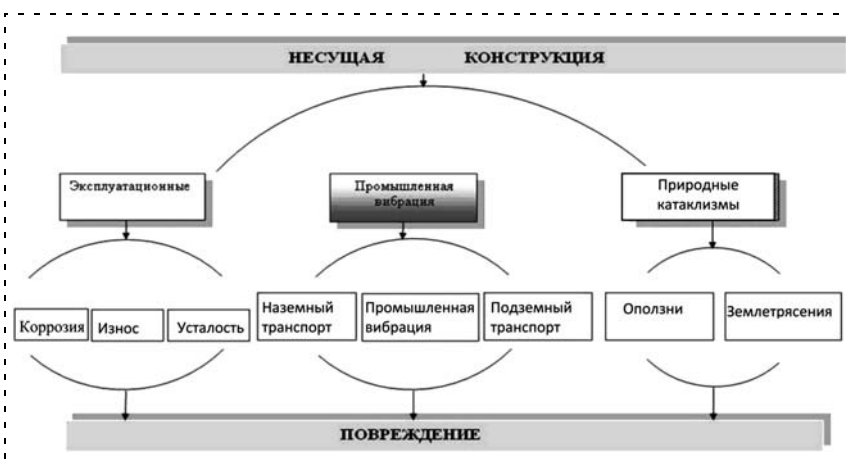 НЕСУЩАЯ КОНСТРУКЦИЯ
Эксплуатационные
Промышленная
вибрация
Природные
катаклизмы
Коррозия
Износ
Усталость
Наземный
транспорт
Промышленная
вибрация
Подземный
транспорт
Оползни
Землетрясения
ПОВРЕЖДЕНИЕ